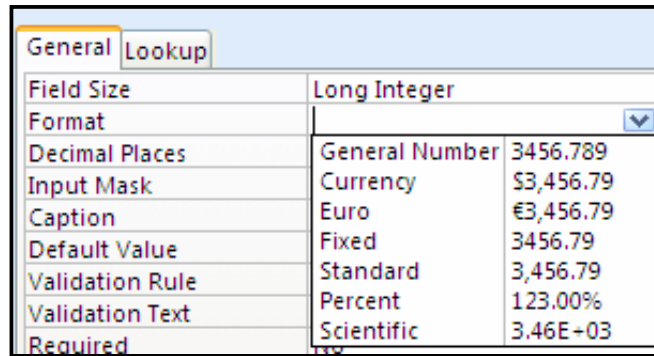 General Lookup
Field Size Long Integer
Format
Decimal Places General Number 3456.789
Input Mask Currency $3,456.79
Caption Euro €3,456.79
Default Value Fixed 3456.79
Validation Rule Standard 3,456.79
Validation Text Percent 123.00%
Required Scientific 3.46E+03